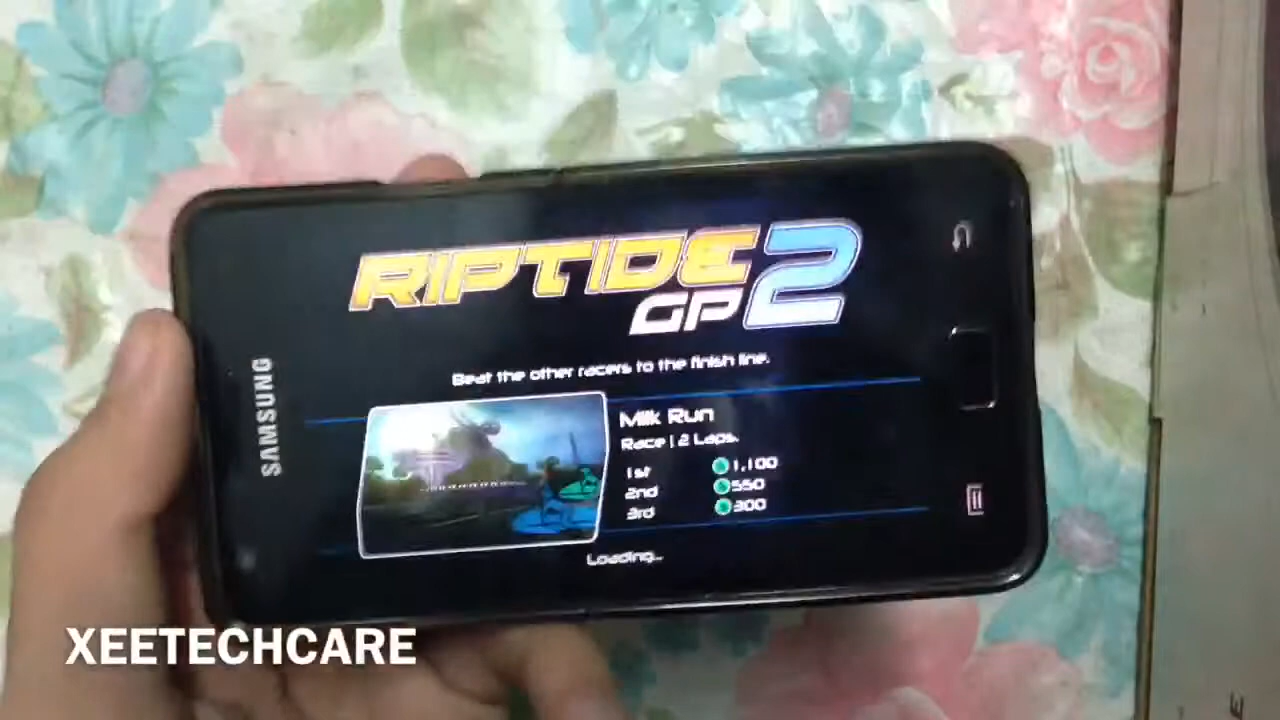 RIPTIDE
GP2
SAMSUNG
Beat the other racers to the finish line.
Milk Run
Race | 2 Laps.
1st 1,100
2nd 550
3rd 300
Loading...
XEETECHCARE
E